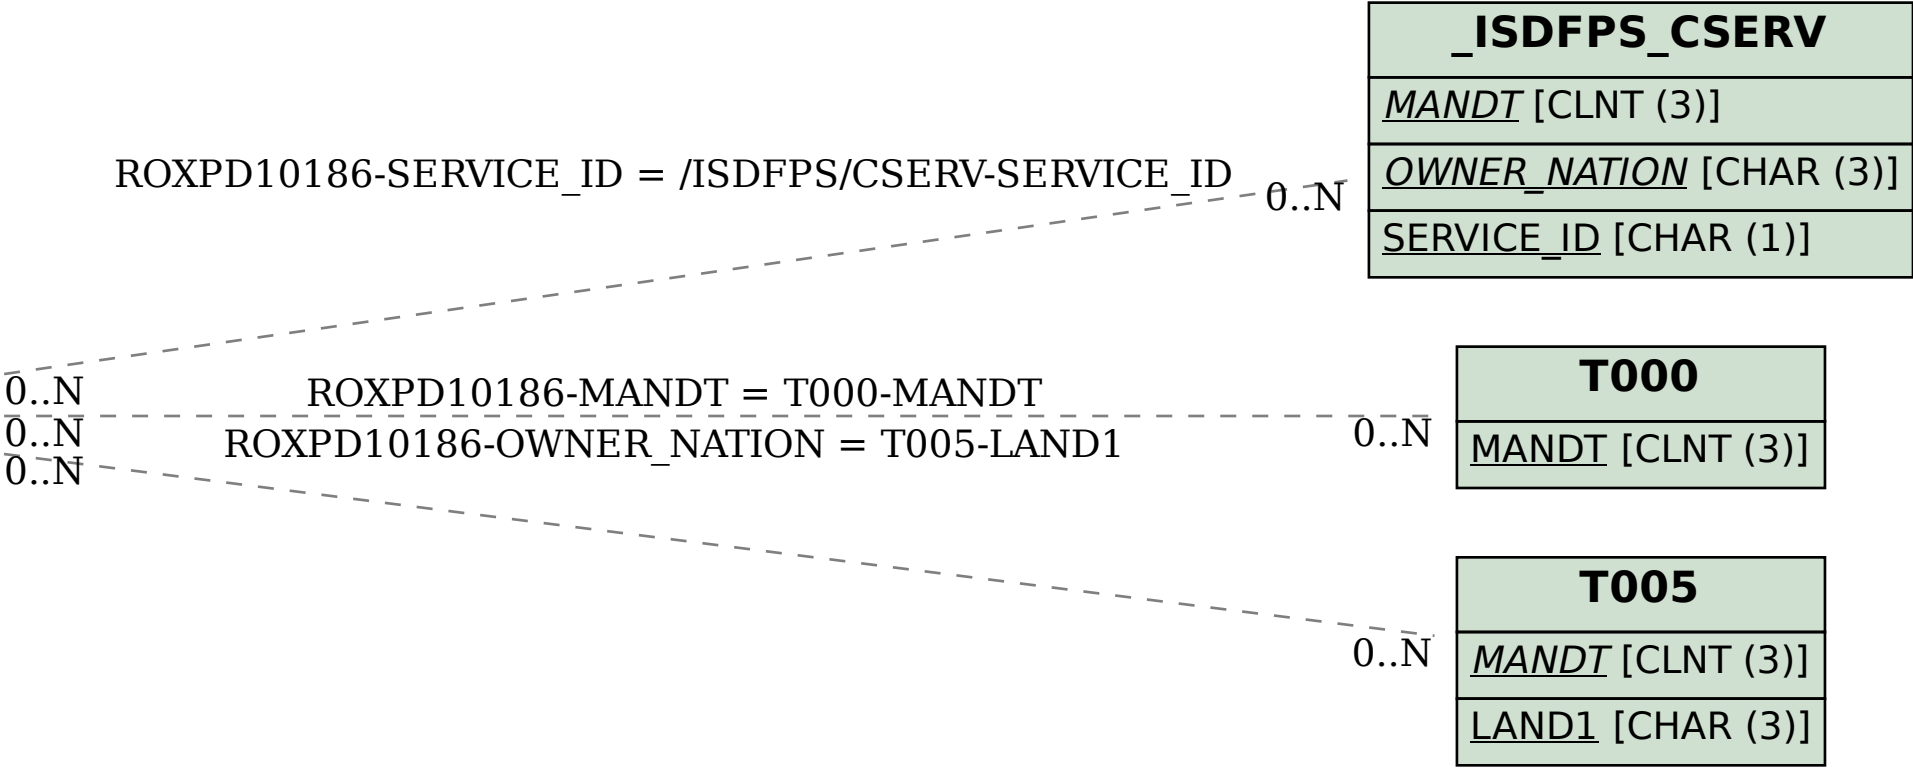 _ISDFPS_CSERV
MANDT [CLNT (3)]
OWNER_NATION [CHAR (3)]
SERVICE_ID [CHAR (1)]
ROXPD10186-SERVICE_ID = /ISDFPS/CSERV-SERVICE_ID
0..N
0..N
ROXPD10186-MANDT = T000-MANDT
0..N
0..N
T000
MANDT [CLNT (3)]
ROXPD10186-OWNER_NATION = T005-LAND1
0..N
0..N
T005
MANDT [CLNT (3)]
LAND1 [CHAR (3)]